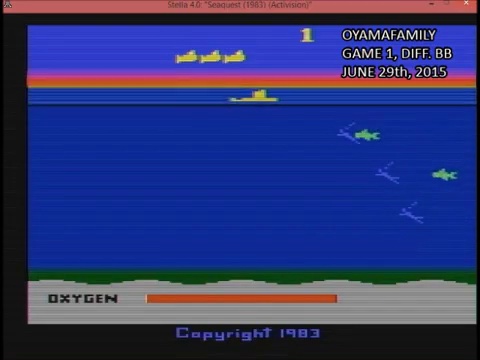 Stella 4.0: "Seaquest (1983) (Activision)"
1
OYAMAFAMILY
GAME 1, DIFF. BB
JUNE 29th, 2015
OXYGEN
Copyright 1983